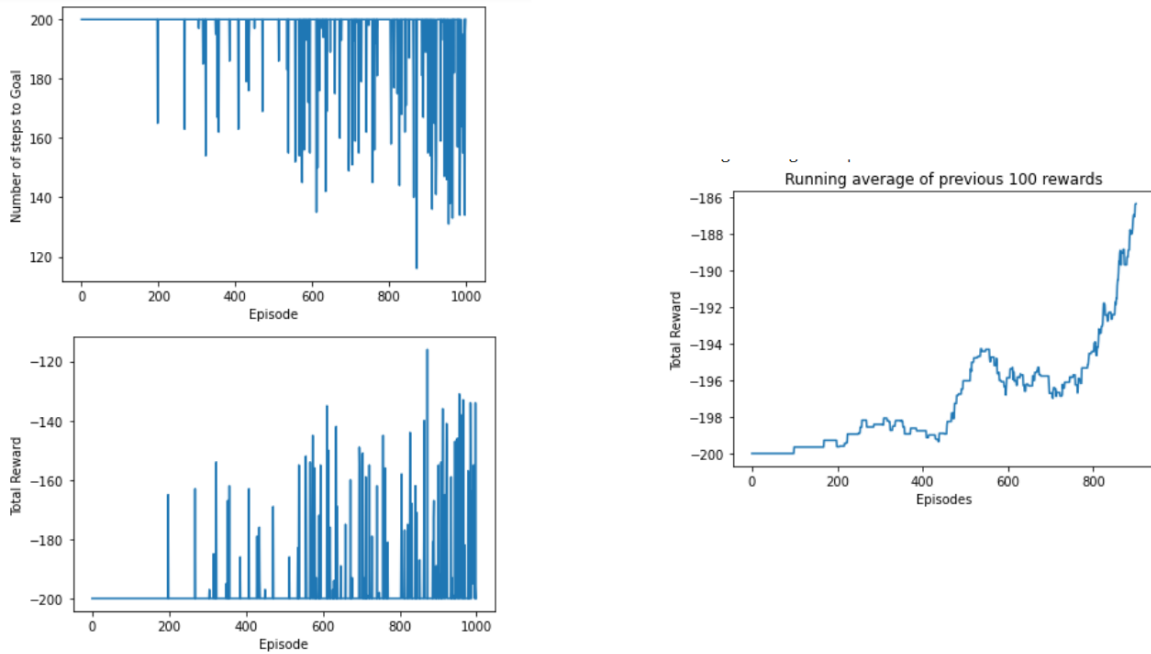 200
180
160
140
120
Number of steps to Goal
0 200 400 600 800 1000
Episode
−120
−140
−160
−180
−200
Total Reward
0 200 400 600 800 1000
Episode
Running average of previous 100 rewards
−186
−188
−190
−192
−194
−196
−198
−200
Total Reward
0 200 400 600 800
Episodes